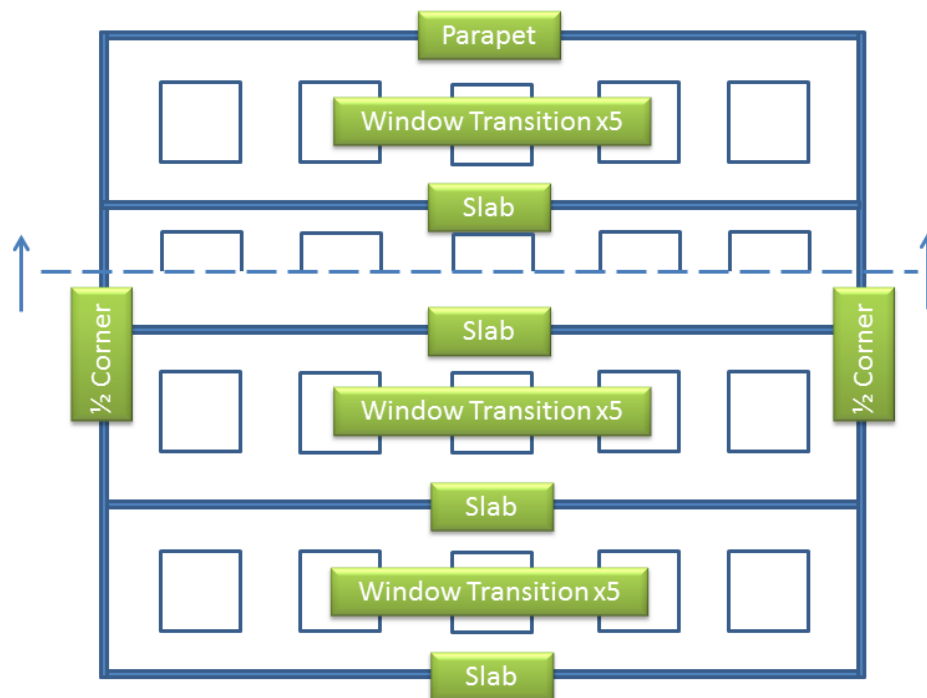 Parapet
Window Transition x5
Slab
½ Corner
Slab
½ Corner
Window Transition x5
Slab
Window Transition x5
Slab